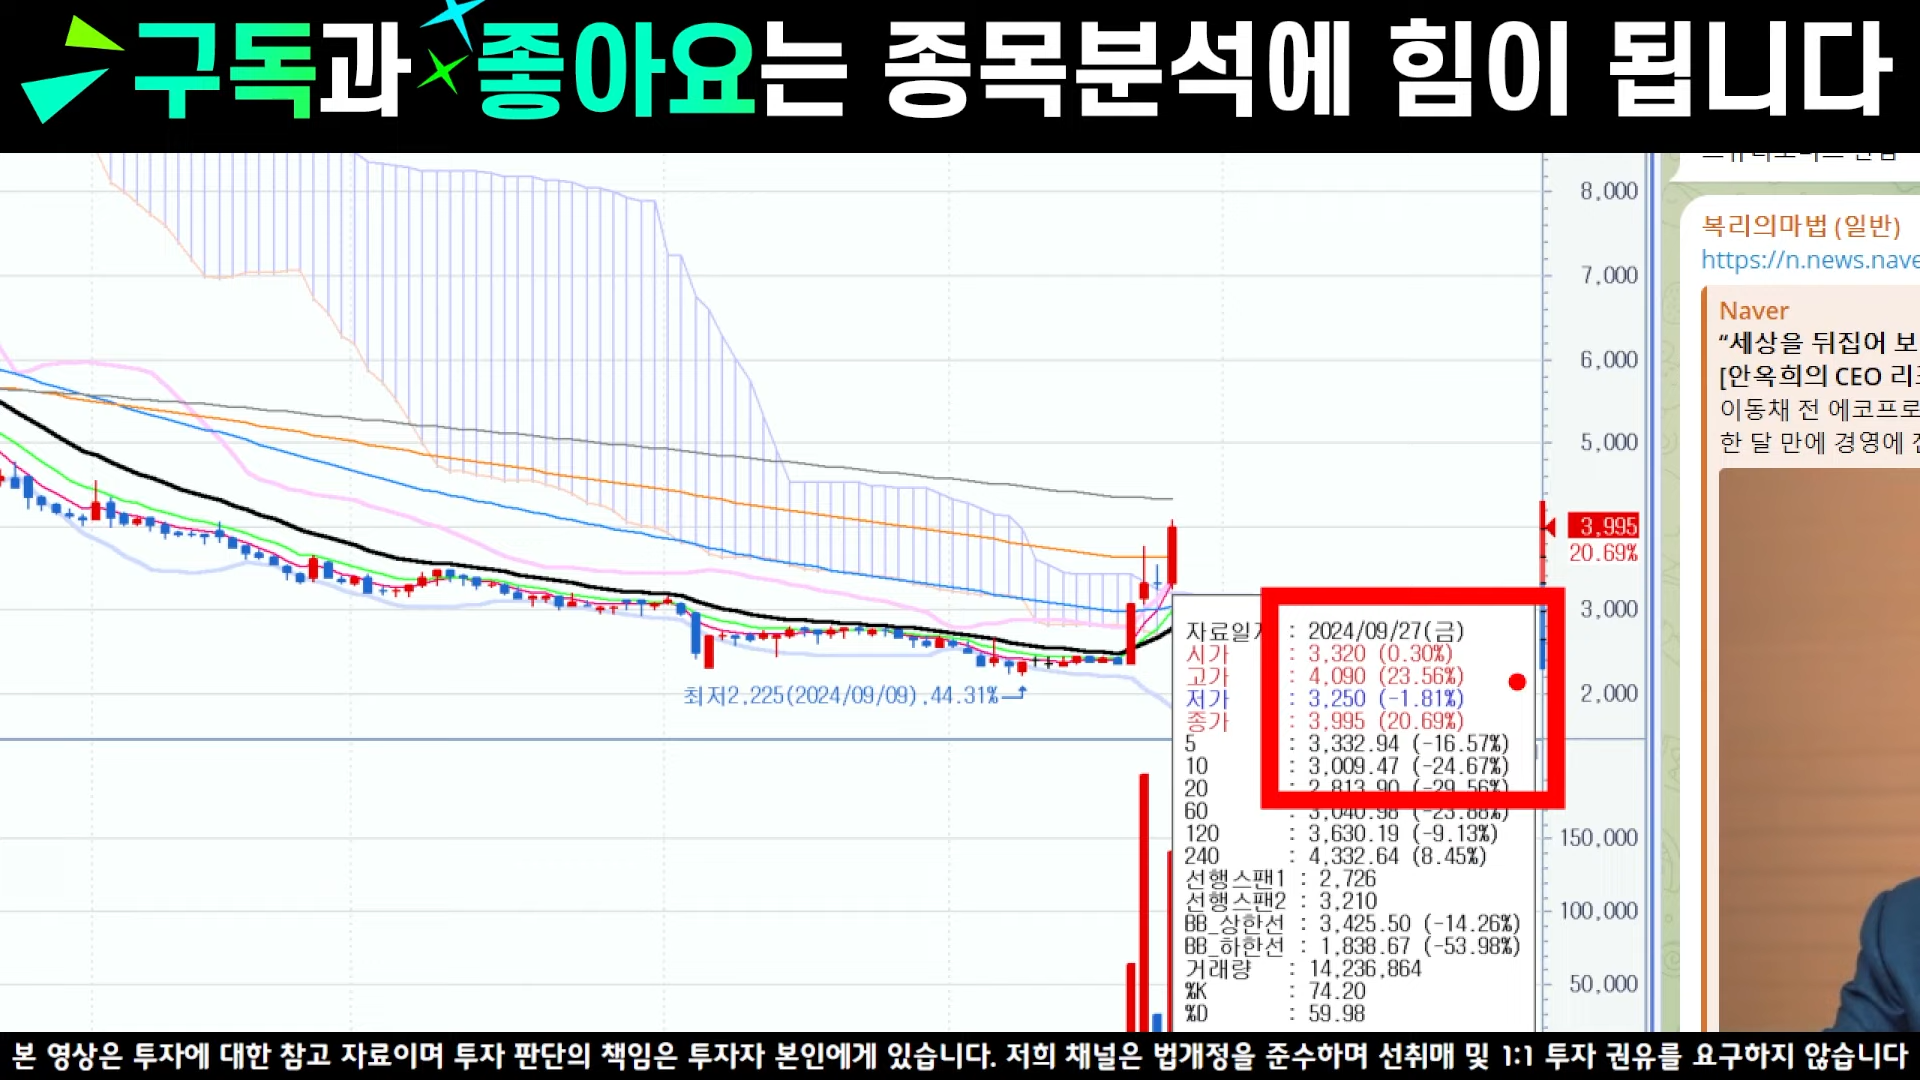 구독과 좋아요는 종목분석에 힘이 됩니다
8,000
7,000
6,000
5,000
3,995
20.69%
3,000
2,000
150,000
100,000
50,000
최저2,225(2024/09/09),44.31%
: 2024/09/27(금)
시가 : 3,320 (0.30%)
고가 : 4,090 (23.56%)
저가 : 3,250 (-1.81%)
종가 : 3,995 (20.69%)
5 : 3,332.94 (-16.57%)
10 : 3,009.47 (-24.67%)
20 : 2,813.90 (-29.56%)
60 : 3,040.98 (-23.88%)
120 : 3,630.19 (-9.13%)
240 : 4,332.64 (8.45%)
선행스팬1 : 2,726
선행스팬2 : 3,210
BB_상한선 : 3,425.50 (-14.26%)
BB_하한선 : 1,838.67 (-53.98%)
거래량 : 14,236,864
%K : 74.20
%D : 59.98
복리의마법 (일반)
https://n.news.nave
Naver
“세상을 뒤집어 보
[안옥희의 CEO
이동채 전 에코프로
한 달 만에 경영에
본 영상은 투자에 대한 참고 자료이며 투자 판단의 책임은 투자자 본인에게 있습니다. 저희 채널은 법개정을 준수하며 선취매 및 1:1 투자 권유를 요구하지 않습니다